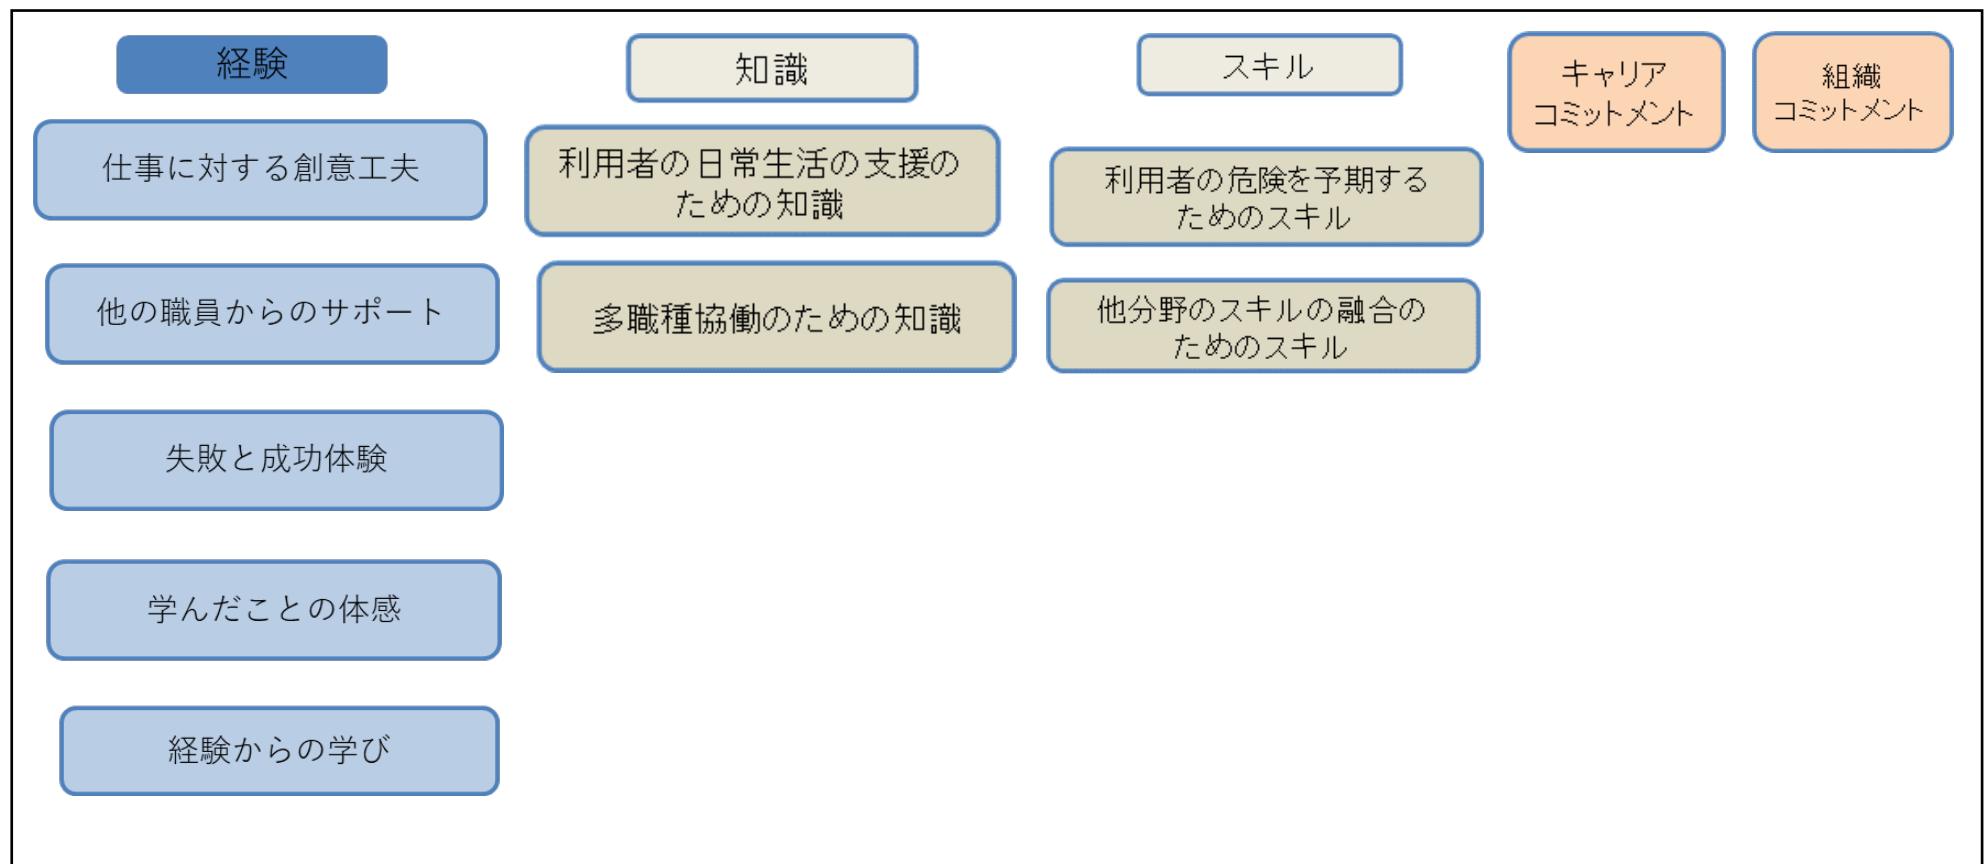 経験
仕事に対する創意工夫
他の職員からのサポート
失敗と成功体験
学んだことの体感
経験からの学び
知識
利用者の日常生活の支援の
ための知識
多職種協働のための知識
スキル
利用者の危険を予期する
ためのスキル
他分野のスキルの融合の
ためのスキル
キャリア
コミットメント
組織
コミットメント